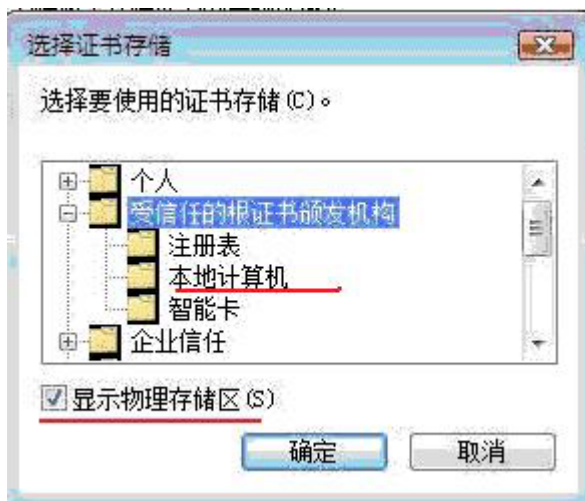 选择证书存储
选择要使用的证书存储(C)。
个人
受信任的根证书颁发机构
注册表
本地计算机
智能卡
企业信任
显示物理存储区(S)
确定 取消